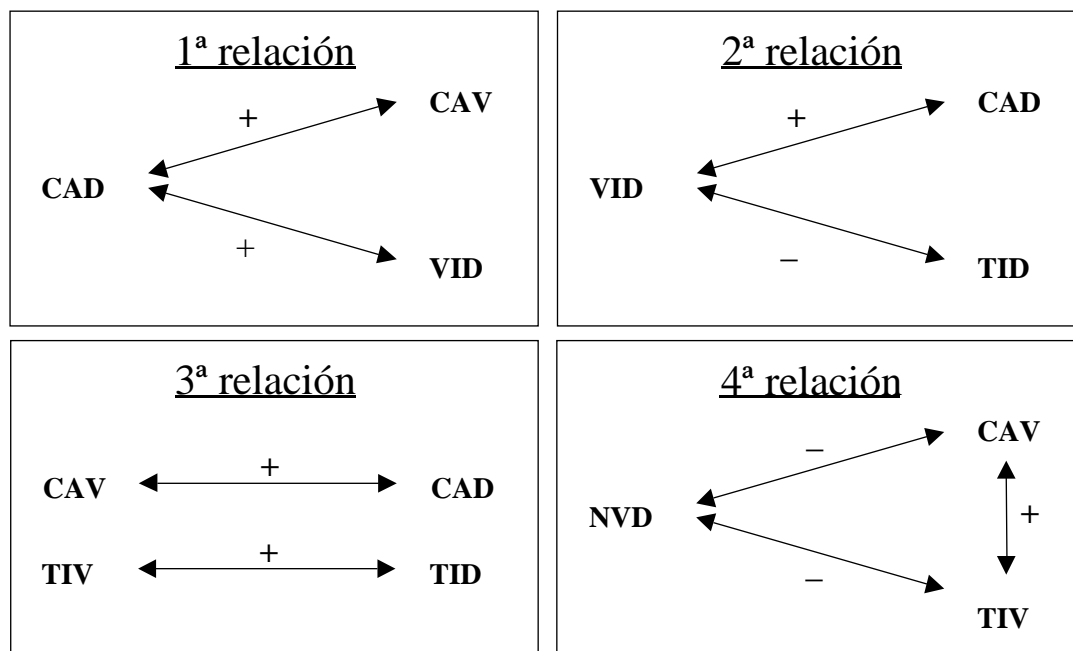 1ª relación
CAV
+
CAD
+
VID
2ª relación
CAD
+
VID
–
TID
3ª relación
CAV + CAD
TIV + TID
4ª relación
CAV
–
NVD +
–
TIV